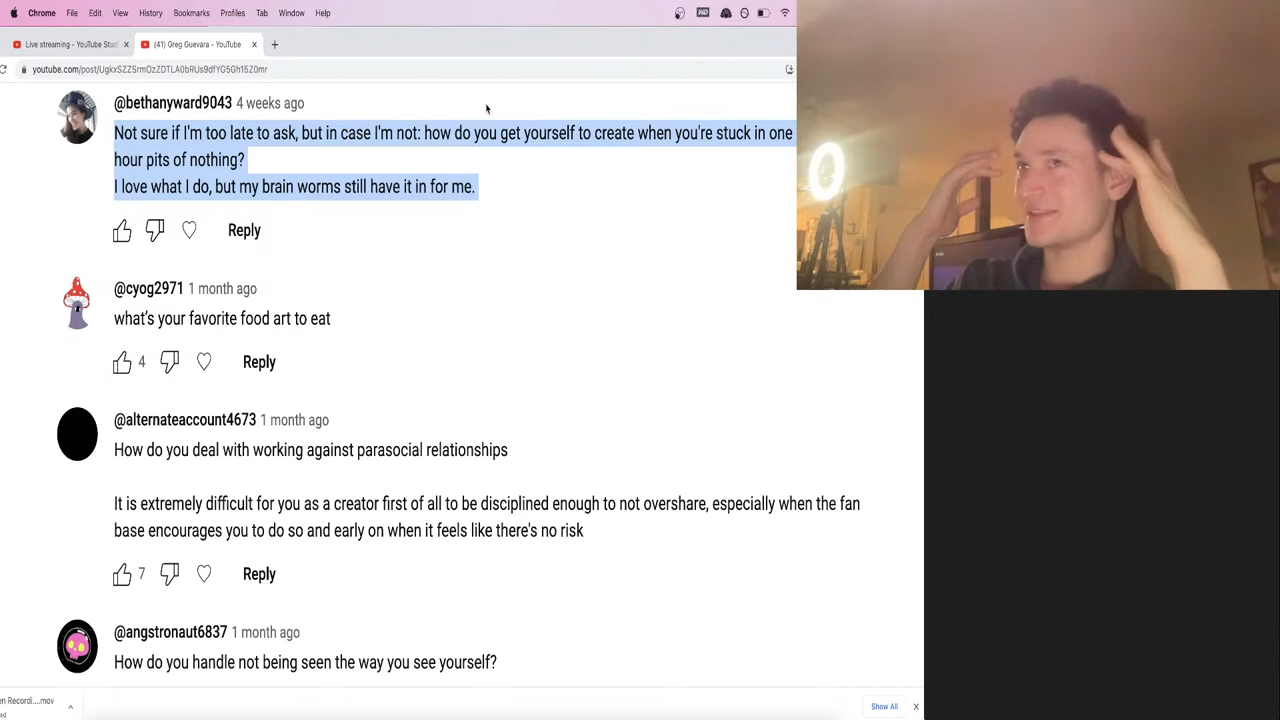 Chrome File Edit View History Bookmarks Profiles Tab Window Help
Live streaming - YouTube Stud
(41) Greg Guevara - YouTube
youtube.com/post/UgkxSZZSrmOzZDTLA0bRUs9dfYG5Gh15Z0mr
@bethanyward9043 4 weeks ago
Not sure if I'm too late to ask, but in case I'm not: how do you get yourself to create when you're stuck in one
hour pits of nothing?
I love what I do, but my brain worms still have it in for me.
Reply
@cyog2971 1 month ago
what's your favorite food art to eat
4 Reply
@alternateaccount4673 1 month ago
How do you deal with working against parasocial relationships
It is extremely difficult for you as a creator first of all to be disciplined enough to not overshare, especially when the fan
base encourages you to do so and early on when it feels like there's no risk
7 Reply
@angstronaut6837 1 month ago
How do you handle not being seen the way you see yourself?
en Recordi....mov
Show All